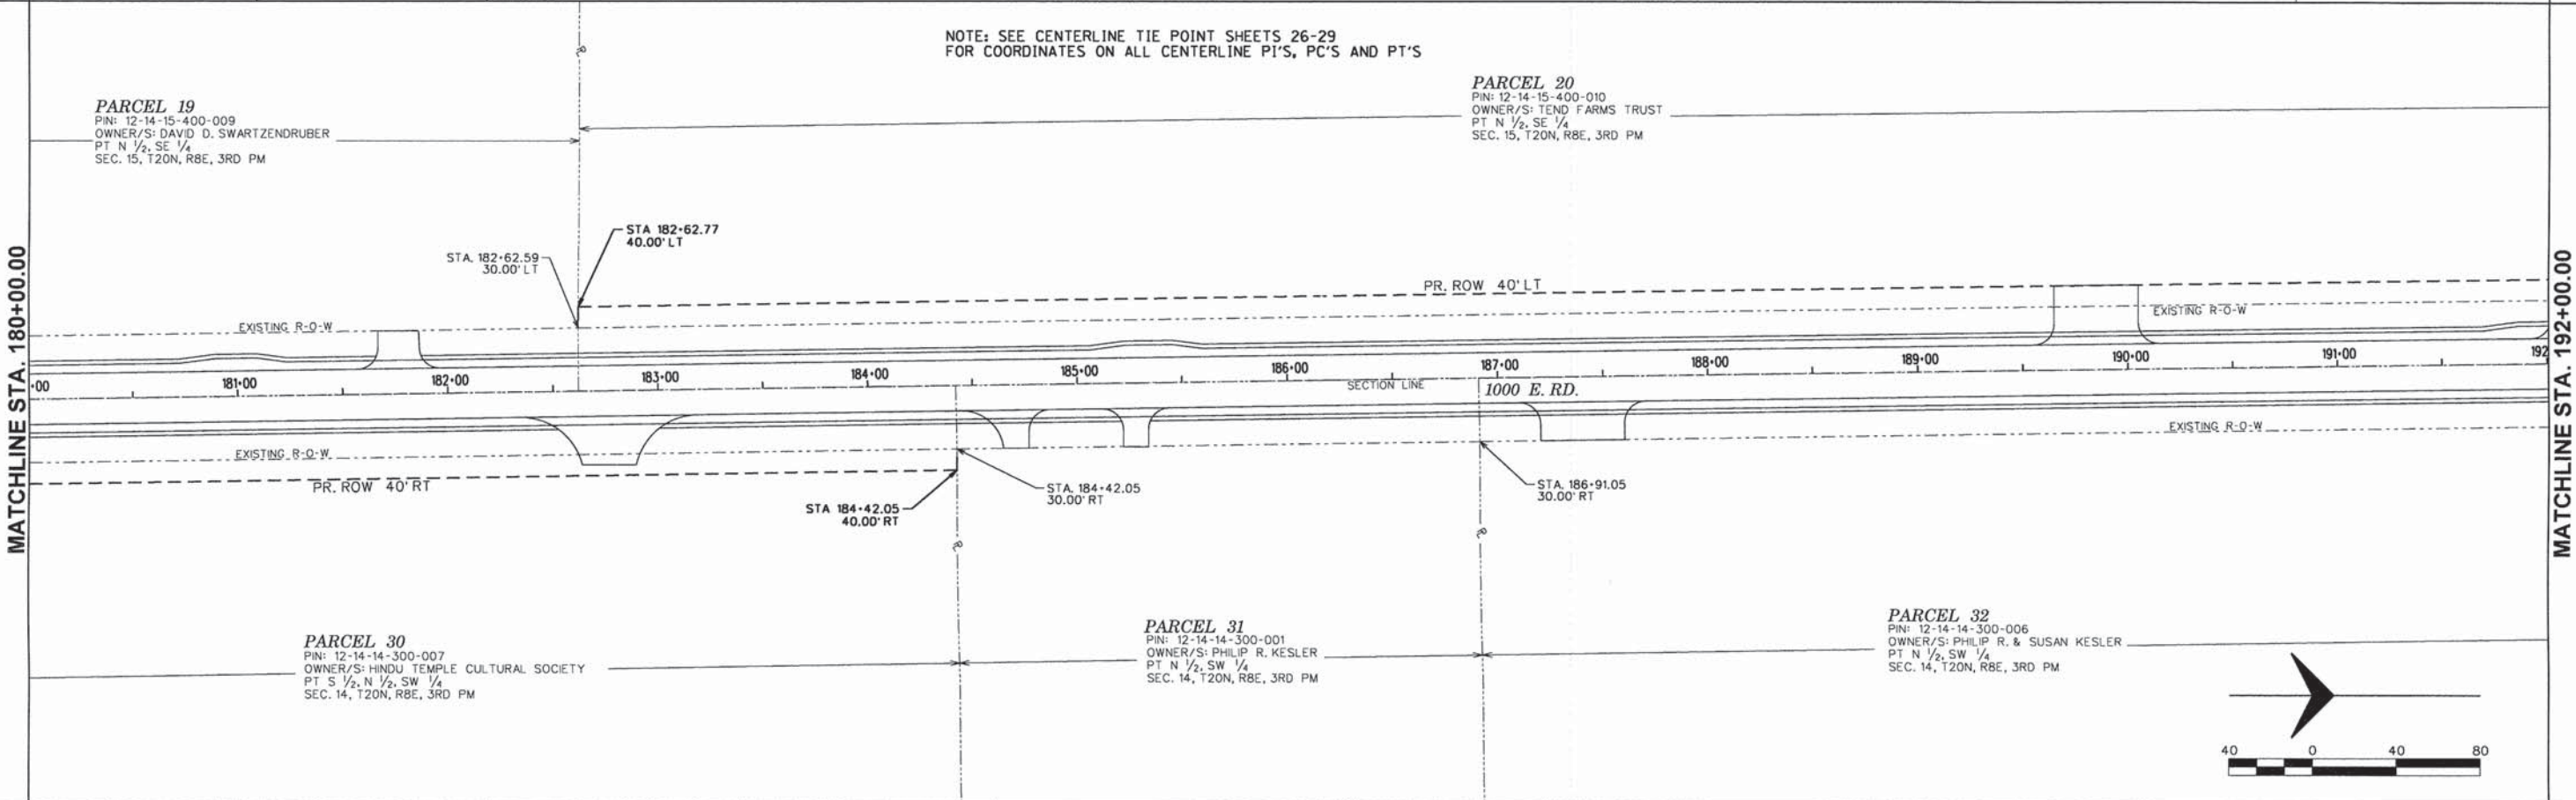 NOTE: SEE CENTERLINE TIE POINT SHEETS 26-29
FOR COORDINATES ON ALL CENTERLINE PI'S, PC'S AND PT'S
PARCEL 19
PIN: 12-14-15-400-009
OWNER/S: DAVID D. SWARTZENDRUBER
PT N 1/2, SE 1/4
SEC. 15, T20N, R8E, 3RD PM
PARCEL 20
PIN: 12-14-15-400-010
OWNER/S: TEND FARMS TRUST
PT N 1/2, SE 1/4
SEC. 15, T20N, R8E, 3RD PM
MATCHLINE STA. 180+00.00
STA. 182+62.59
30.00' LT
STA 182+62.77
40.00' LT
PR. ROW 40' LT
EXISTING R-O-W
EXISTING R-O-W
+00
181+00
182+00
183+00
184+00
185+00
186+00
187+00
188+00
189+00
190+00
191+00
192
SECTION LINE
1000 E. RD.
EXISTING R-O-W
EXISTING R-O-W
PR. ROW 40' RT
STA 184+42.05
40.00' RT
STA. 184+42.05
30.00' RT
STA. 186+91.05
30.00' RT
MATCHLINE STA. 192+00.00
PARCEL 30
PIN: 12-14-14-300-007
OWNER/S: HINDU TEMPLE CULTURAL SOCIETY
PT S 1/2, N 1/2, SW 1/4
SEC. 14, T20N, R8E, 3RD PM
PARCEL 31
PIN: 12-14-14-300-001
OWNER/S: PHILIP R. KESLER
PT N 1/2, SW 1/4
SEC. 14, T20N, R8E, 3RD PM
PARCEL 32
PIN: 12-14-14-300-006
OWNER/S: PHILIP R. & SUSAN KESLER
PT N 1/2, SW 1/4
SEC. 14, T20N, R8E, 3RD PM
40 0 40 80